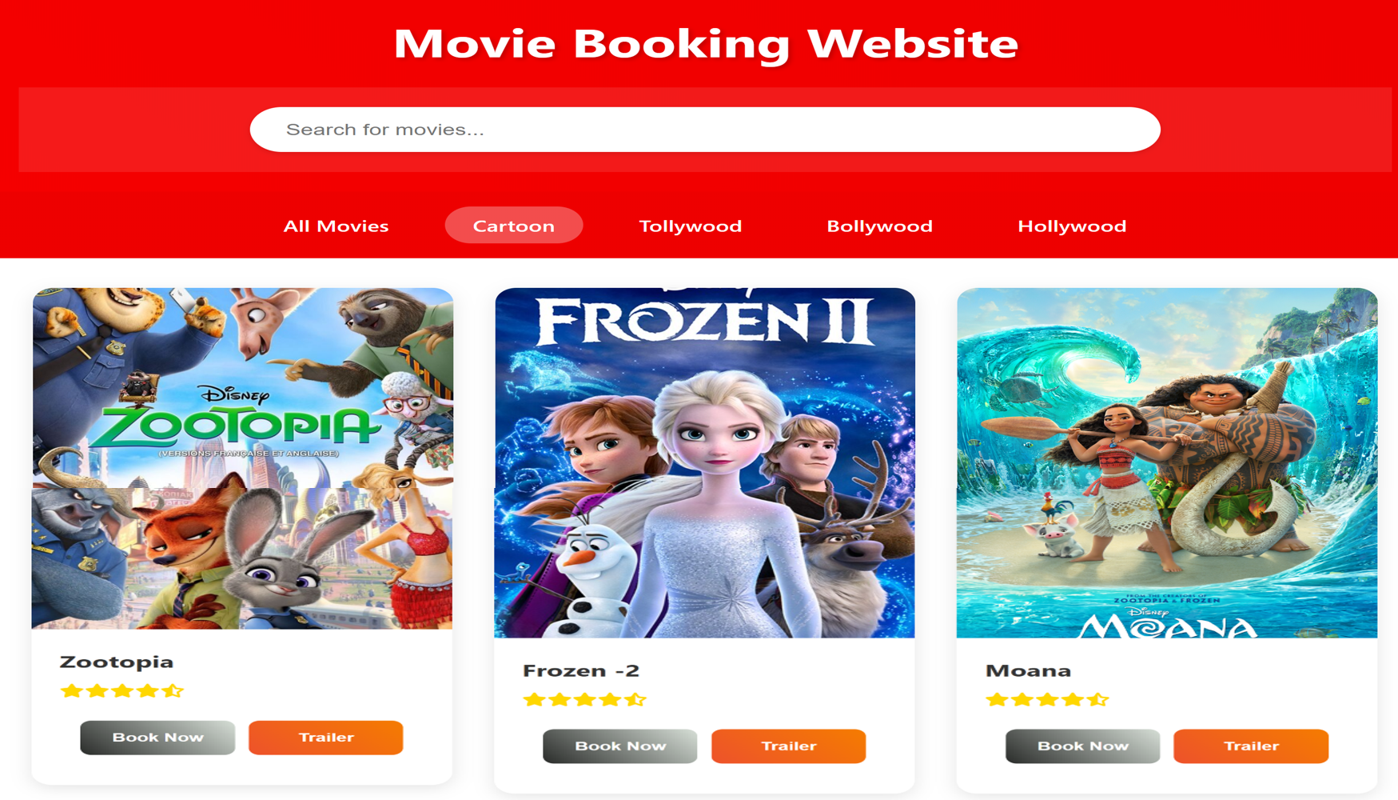 Movie Booking Website
Search for movies...
All Movies Cartoon Tollywood Bollywood Hollywood
DISNEY
ZOOTOPIA
(VERSIONS FRANÇAISE ET ANGLAISE)
FROZEN II
FROM THE CREATORS OF
ZOOTOPIA & FROZEN
DISNEY
MOANA
Zootopia
Book Now Trailer
Frozen -2
Book Now Trailer
Moana
Book Now Trailer